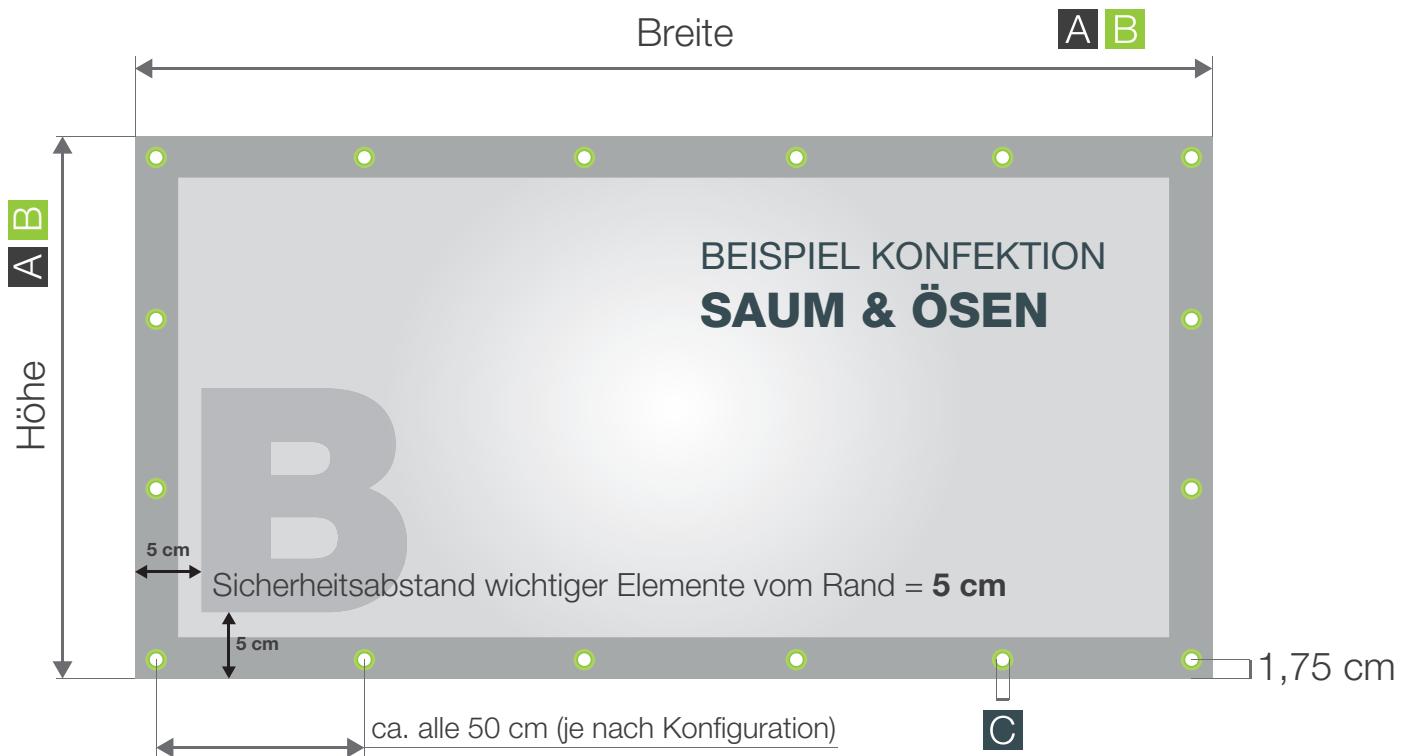 Breite
A B
A B
Höhe
BEISPIEL KONFEKTION
SAUM & ÖSEN
B
5 cm
Sicherheitsabstand wichtiger Elemente vom Rand = 5 cm
5 cm
1,75 cm
ca. alle 50 cm (je nach Konfiguration)
C